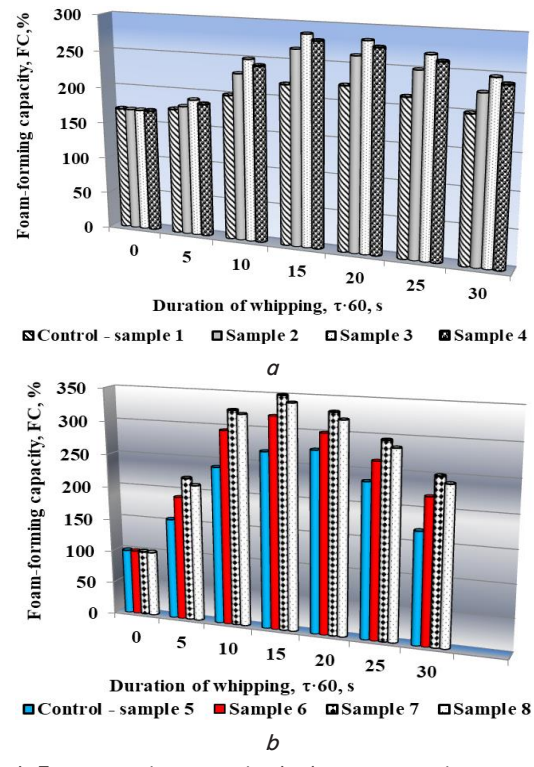 Foam-forming capacity, FC,%
300
250
200
150
100
50
0
0 5 10 15 20 25 30
Duration of whipping, τ·60, s
Control - sample 1 Sample 2 Sample 3 Sample 4
a
Foam-forming capacity, FC, %
350
300
250
200
150
100
50
0
0 5 10 15 20 25 30
Duration of whipping, τ·60, s
Control - sample 5 Sample 6 Sample 7 Sample 8
b